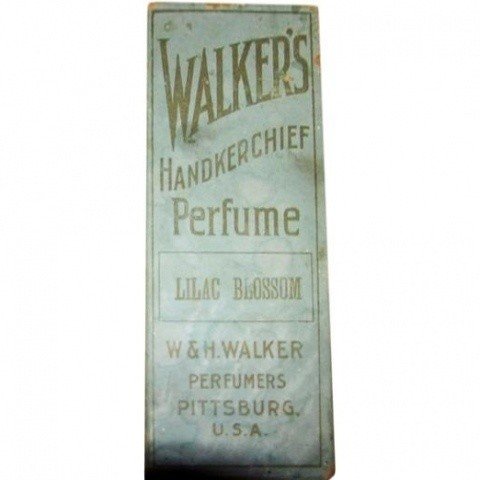 WALKER'S
HANDKERCHIEF
Perfume
LILAC BLOSSOM
W & H. WALKER
PERFUMERS
PITTSBURG,
U.S.A.